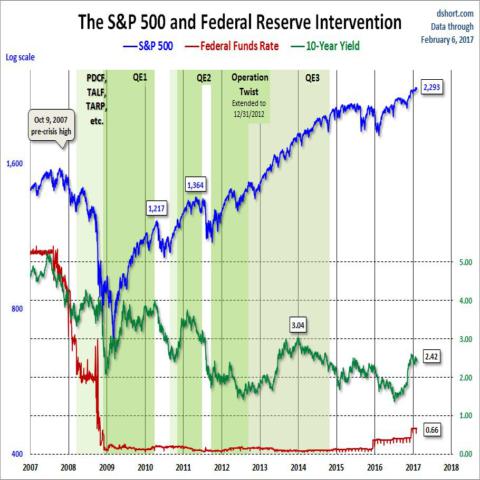 dshort.com
Data through
February 6, 2017
The S&P 500 and Federal Reserve Intervention
S&P 500 Federal Funds Rate 10-Year Yield
Log scale
PDCF,
TALF,
TARP,
etc.
QE1
QE2
Operation
Twist
Extended to
12/31/2012
QE3
Oct 9, 2007
pre-crisis high
2,293
1,600
1,364
1,217
5.00
800
4.00
3.04
3.00
2.42
2.00
1.00
0.66
400
0.00
2007 2008 2009 2010 2011 2012 2013 2014 2015 2016 2017 2018